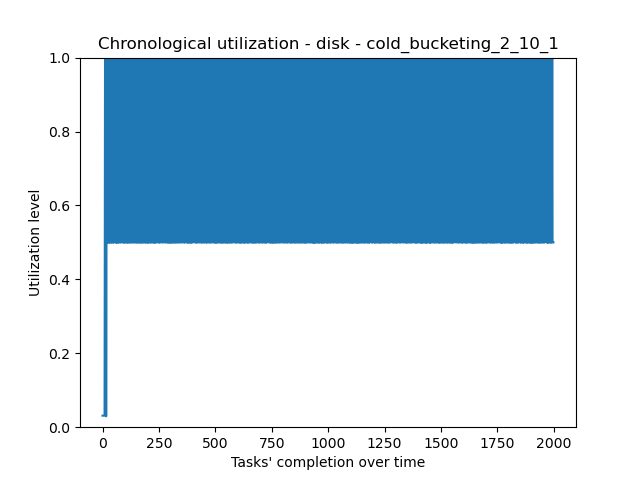 Chronological utilization - disk - cold_bucketing_2_10_1
1.0
0.8
0.6
0.4
0.2
0.0
Utilization level
0 250 500 750 1000 1250 1500 1750 2000
Tasks' completion over time